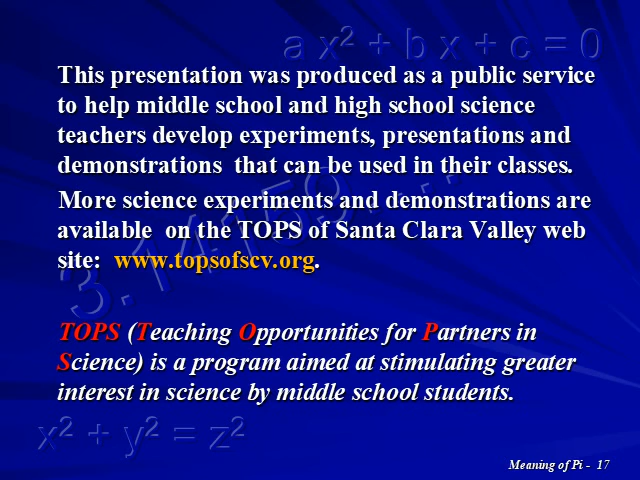 a x² + b x + c = 0
This presentation was produced as a public service
to help middle school and high school science
teachers develop experiments, presentations and
demonstrations that can be used in their classes.
More science experiments and demonstrations are
available on the TOPS of Santa Clara Valley web
site: www.topsofscv.org.
3.14159...
TOPS (Teaching Opportunities for Partners in
Science) is a program aimed at stimulating greater
interest in science by middle school students.
x² + y² = z²
Meaning of Pi - 17